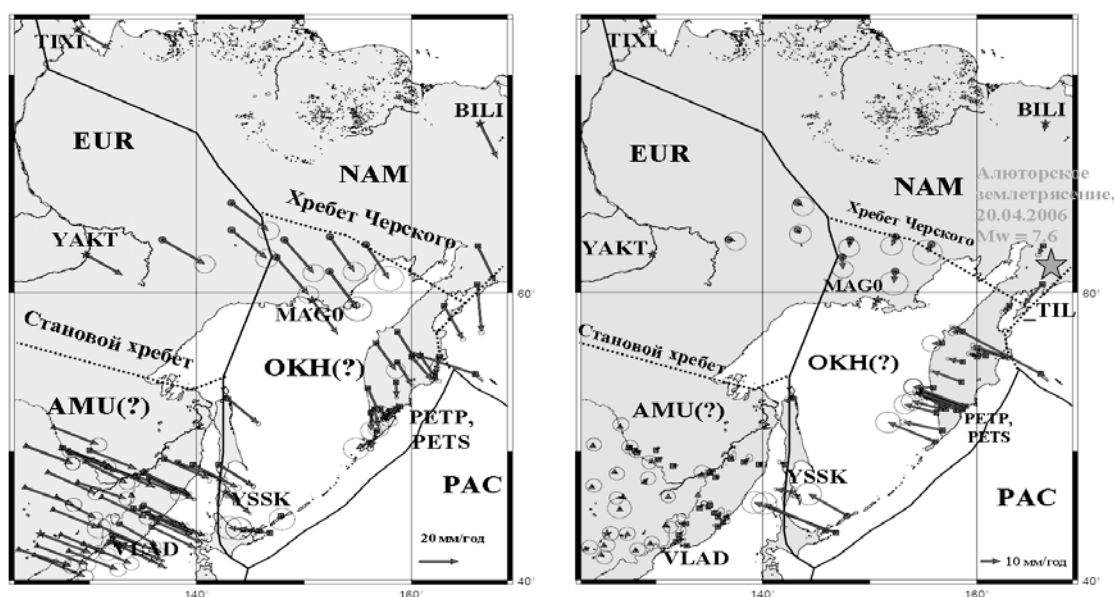 TIXI
BILI
EUR
NAM
Хребет Черского
YAKT
60°
MAG0
Становой хребет
OKH(?)
AMU(?)
PETP,
PETS
PAC
YSSK
VLAD
20 мм/год
40°
140°
160°
TIXI
BILI
EUR
NAM
Алюторское
землетрясение,
20.04.2006
Mw = 7.6
Хребет Черского
YAKT
60°
MAG0
_TIL
Становой хребет
OKH(?)
AMU(?)
PETP,
PETS
PAC
YSSK
VLAD
10 мм/год
40°
140°
160°